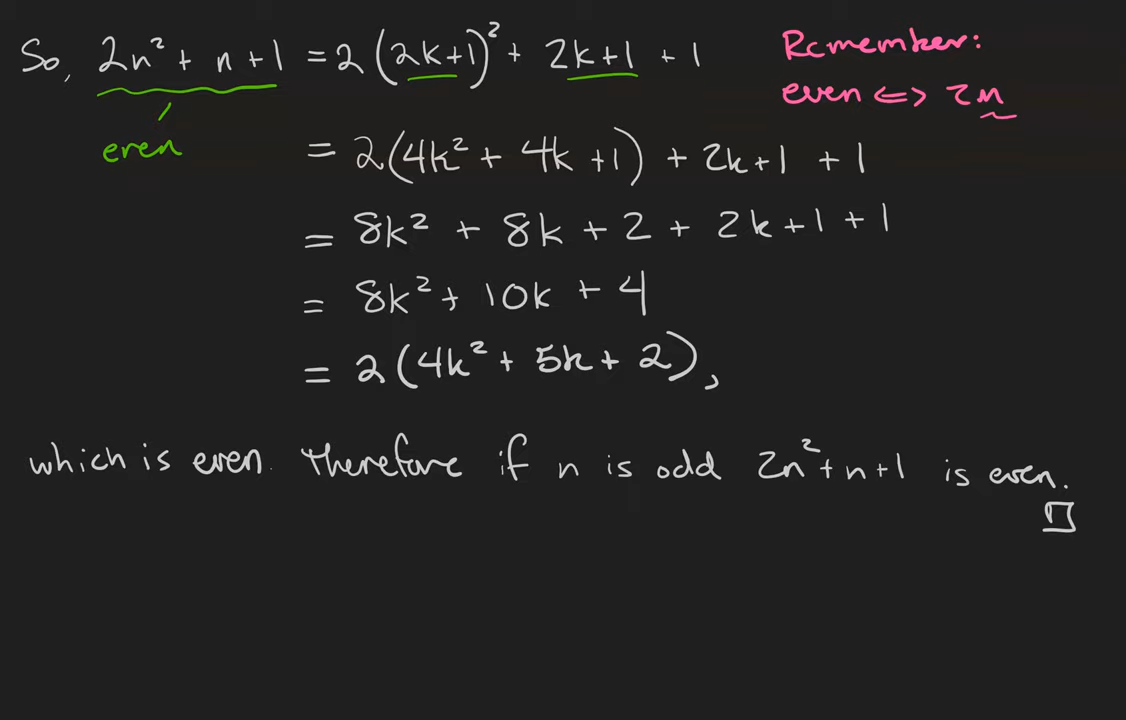 So, 2n² + n + 1 = 2(2k+1)² + 2k+1 + 1
Remember:
even ⟺ 2n
even
= 2(4k² + 4k + 1) + 2k+1 + 1
= 8k² + 8k + 2 + 2k + 1 + 1
= 8k² + 10k + 4
= 2(4k² + 5k + 2),
which is even. Therefore if n is odd 2n² + n + 1 is even.
□